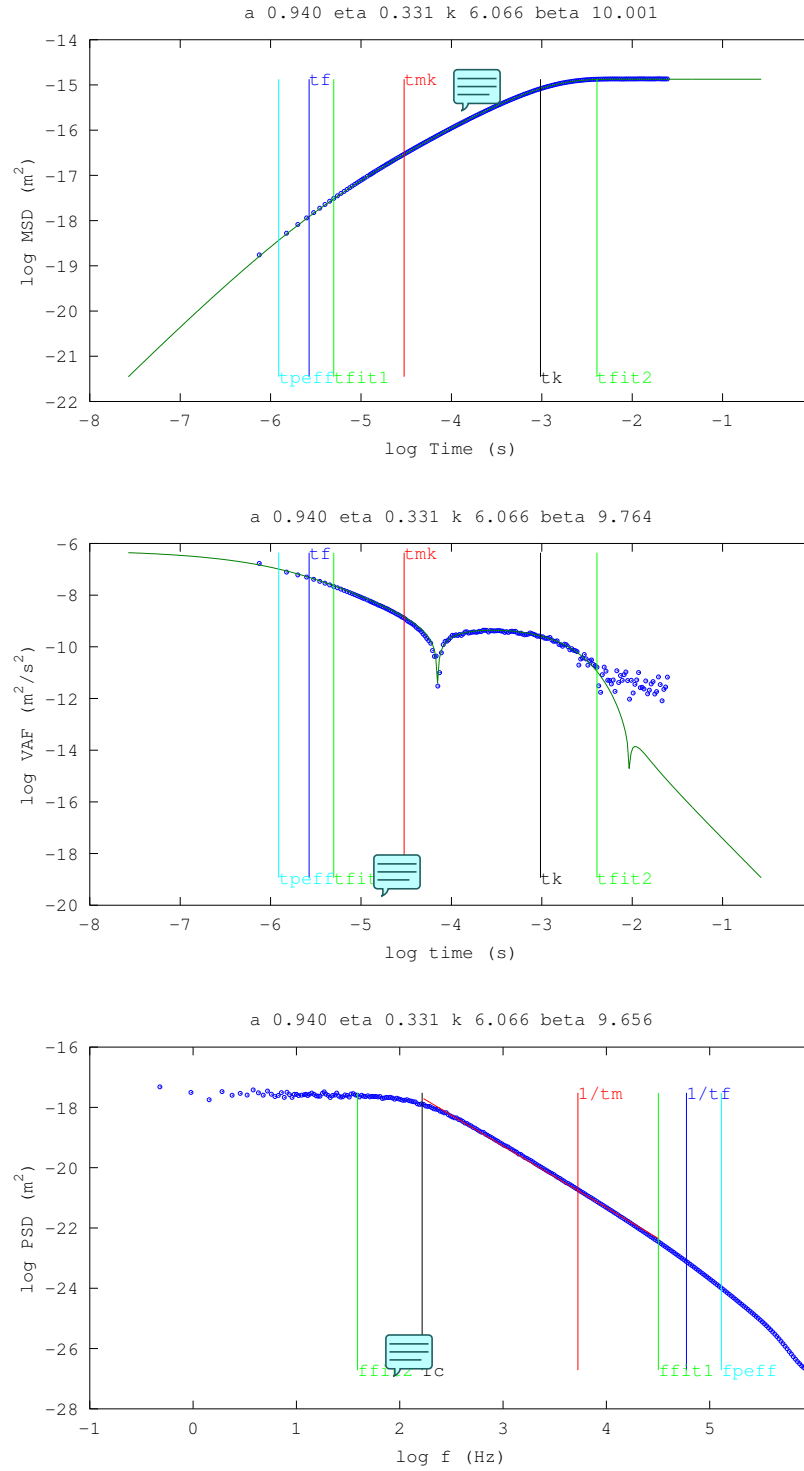 a 0.940 eta 0.331 k 6.066 beta 10.001
-14
-15
-16
-17
-18
-19
-20
-21
-22
log MSD (m²)
tf
tmk
tpeff
tfit1
tk
tfit2
-8 -7 -6 -5 -4 -3 -2 -1 0
log Time (s)
a 0.940 eta 0.331 k 6.066 beta 9.764
-6
-8
-10
-12
-14
-16
-18
-20
log VAF (m²/s²)
tf
tmk
tpeff
tfit
tk
tfit2
-8 -7 -6 -5 -4 -3 -2 -1
log time (s)
a 0.940 eta 0.331 k 6.066 beta 9.656
-16
-18
-20
-22
-24
-26
-28
log PSD (m²)
1/tm
1/tf
ffit1
fpeff
-1 0 1 2 3 4 5
log f (Hz)